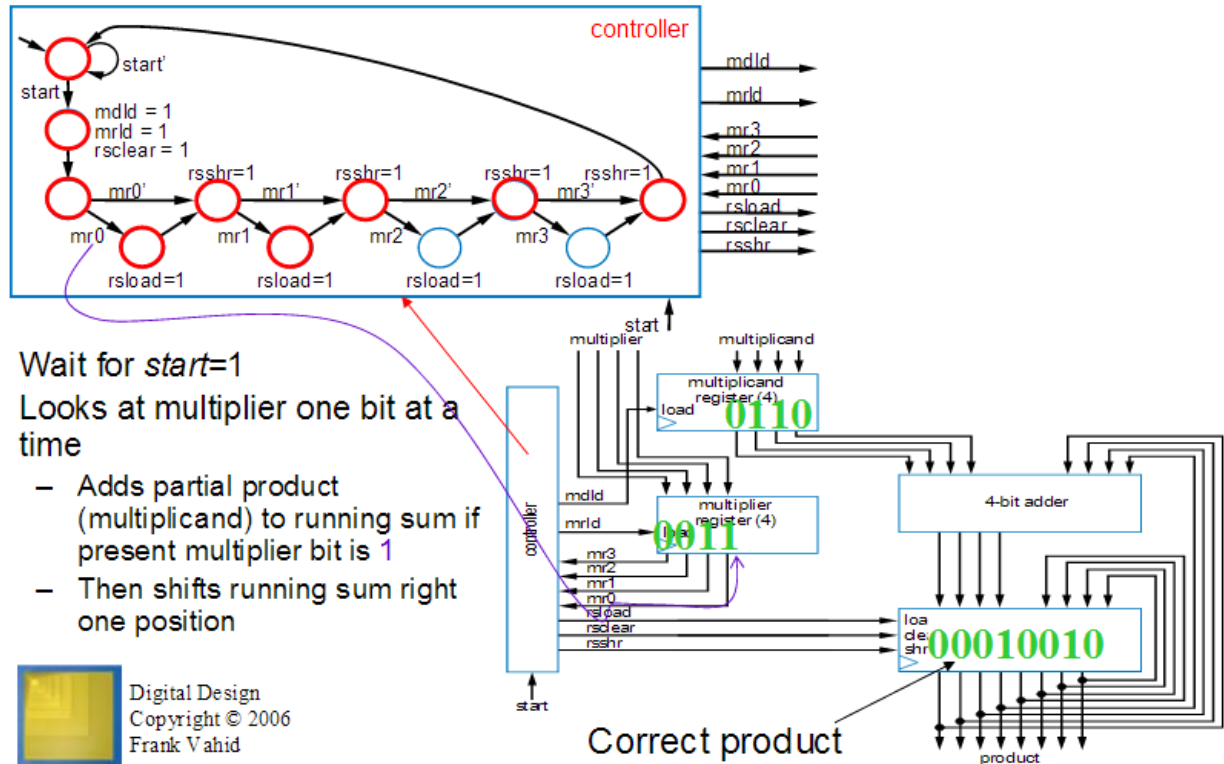 controller
start'
start
mdld = 1
mrld = 1
rsclear = 1
mr0'
rsshr=1
mr1'
rsshr=1
mr2'
rsshr=1
mr3'
rsshr=1
mr0
mr1
mr2
mr3
rsload=1
rsload=1
rsload=1
rsload=1
mdld
mrld
mr3
mr2
mr1
mr0
rsload
rsclear
rsshr
start
Wait for start=1
Looks at multiplier one bit at a
time
– Adds partial product
(multiplicand) to running sum if
present multiplier bit is 1
– Then shifts running sum right
one position
multiplier
multiplicand
multiplicand
register (4)
load
0110
controller
mdld
mrld
mr3
mr2
mr1
mr0
rsload
rsclear
rsshr
start
multiplier
register (4)
load
0011
4-bit adder
shr
00010010
product
Correct product
Digital Design
Copyright © 2006
Frank Vahid